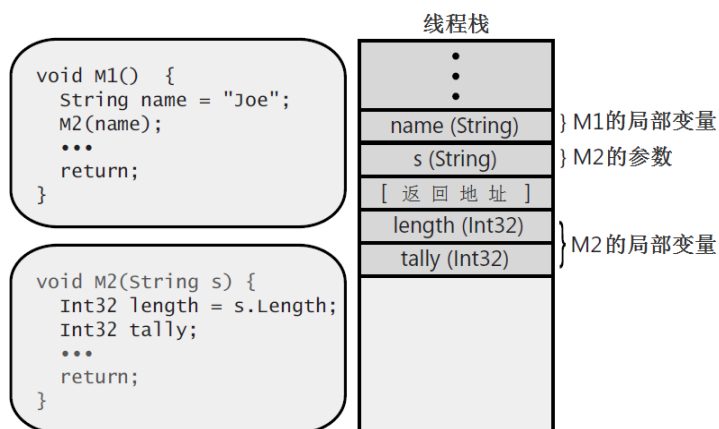 线程栈
void M1()  {
  String name = "Joe";
  M2(name);
  •••
  return;
}
void M2(String s) {
  Int32 length = s.Length;
  Int32 tally;
  •••
  return;
}
•
•
•
name (String) } M1的局部变量
s (String) } M2的参数
[ 返 回 地 址 ]
length (Int32)
tally (Int32)
} M2的局部变量